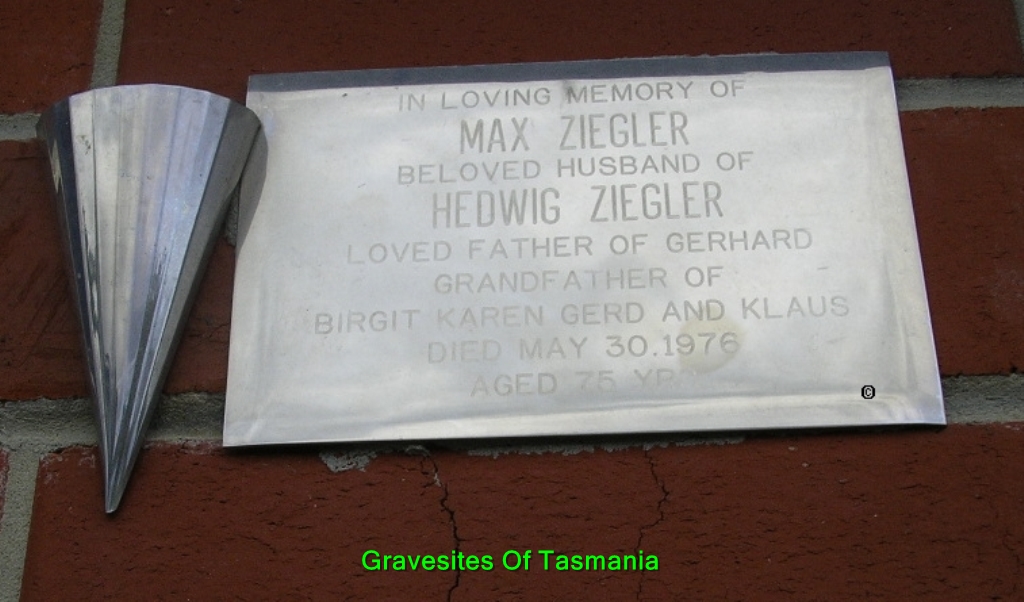 IN LOVING MEMORY OF
MAX ZIEGLER
BELOVED HUSBAND OF
HEDWIG ZIEGLER
LOVED FATHER OF GERHARD
GRANDFATHER OF
BIRGIT KAREN GERD AND KLAUS
DIED MAY 30.1976
AGED 75
©
Gravesites Of Tasmania